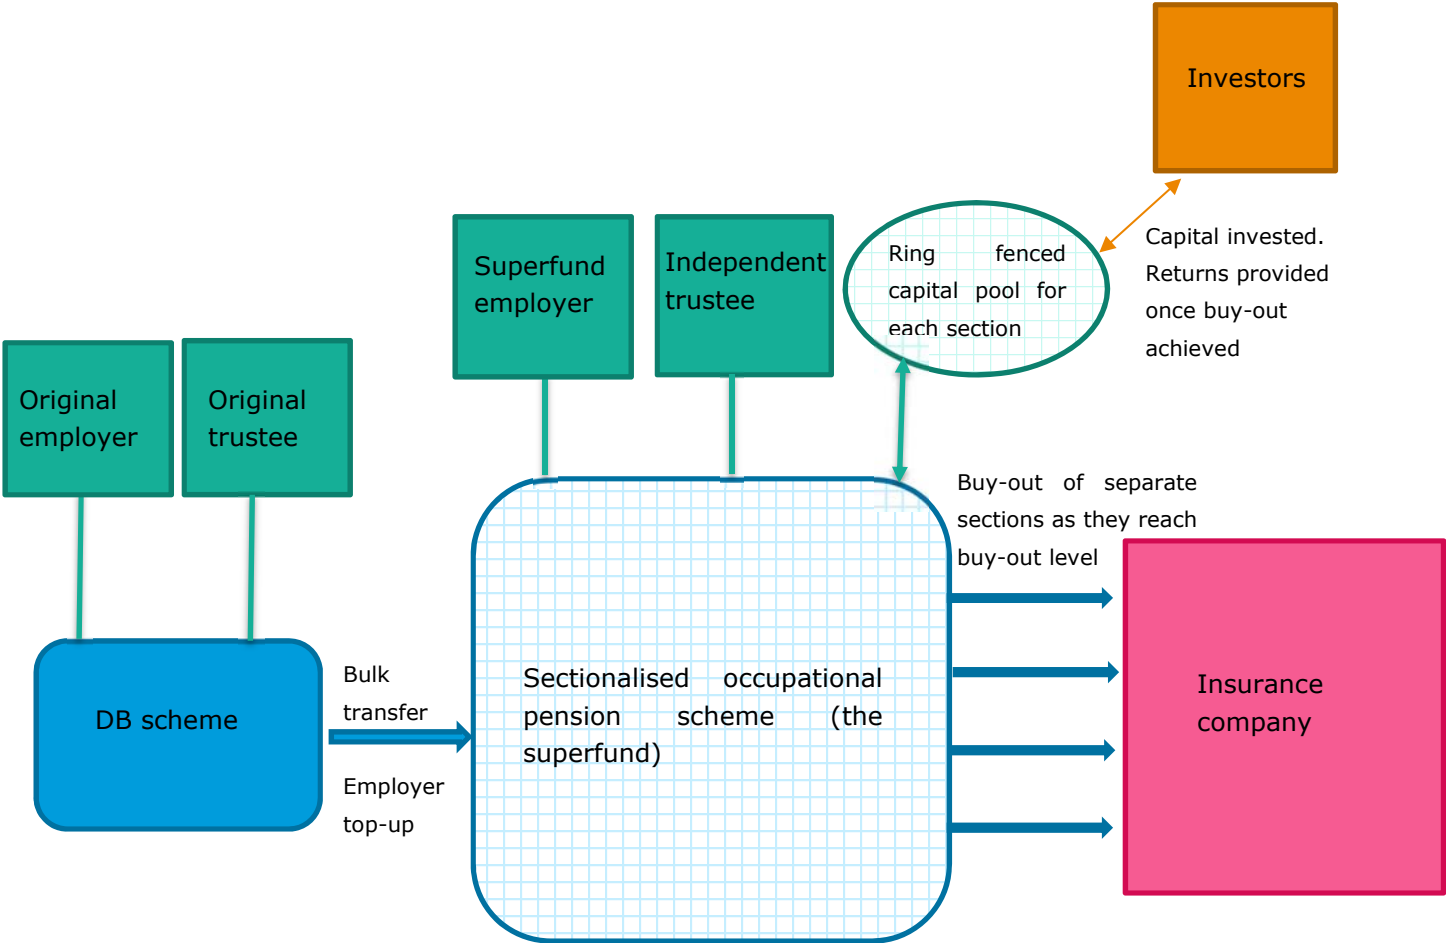 Investors
Capital invested.
Returns provided
once buy-out
achieved
Ring fenced
capital pool for
each section
Superfund
employer
Independent
trustee
Original
employer
Original
trustee
Buy-out of separate
sections as they reach
buy-out level
DB scheme
Bulk
transfer
Employer
top-up
Sectionalised occupational
pension scheme (the
superfund)
Insurance
company